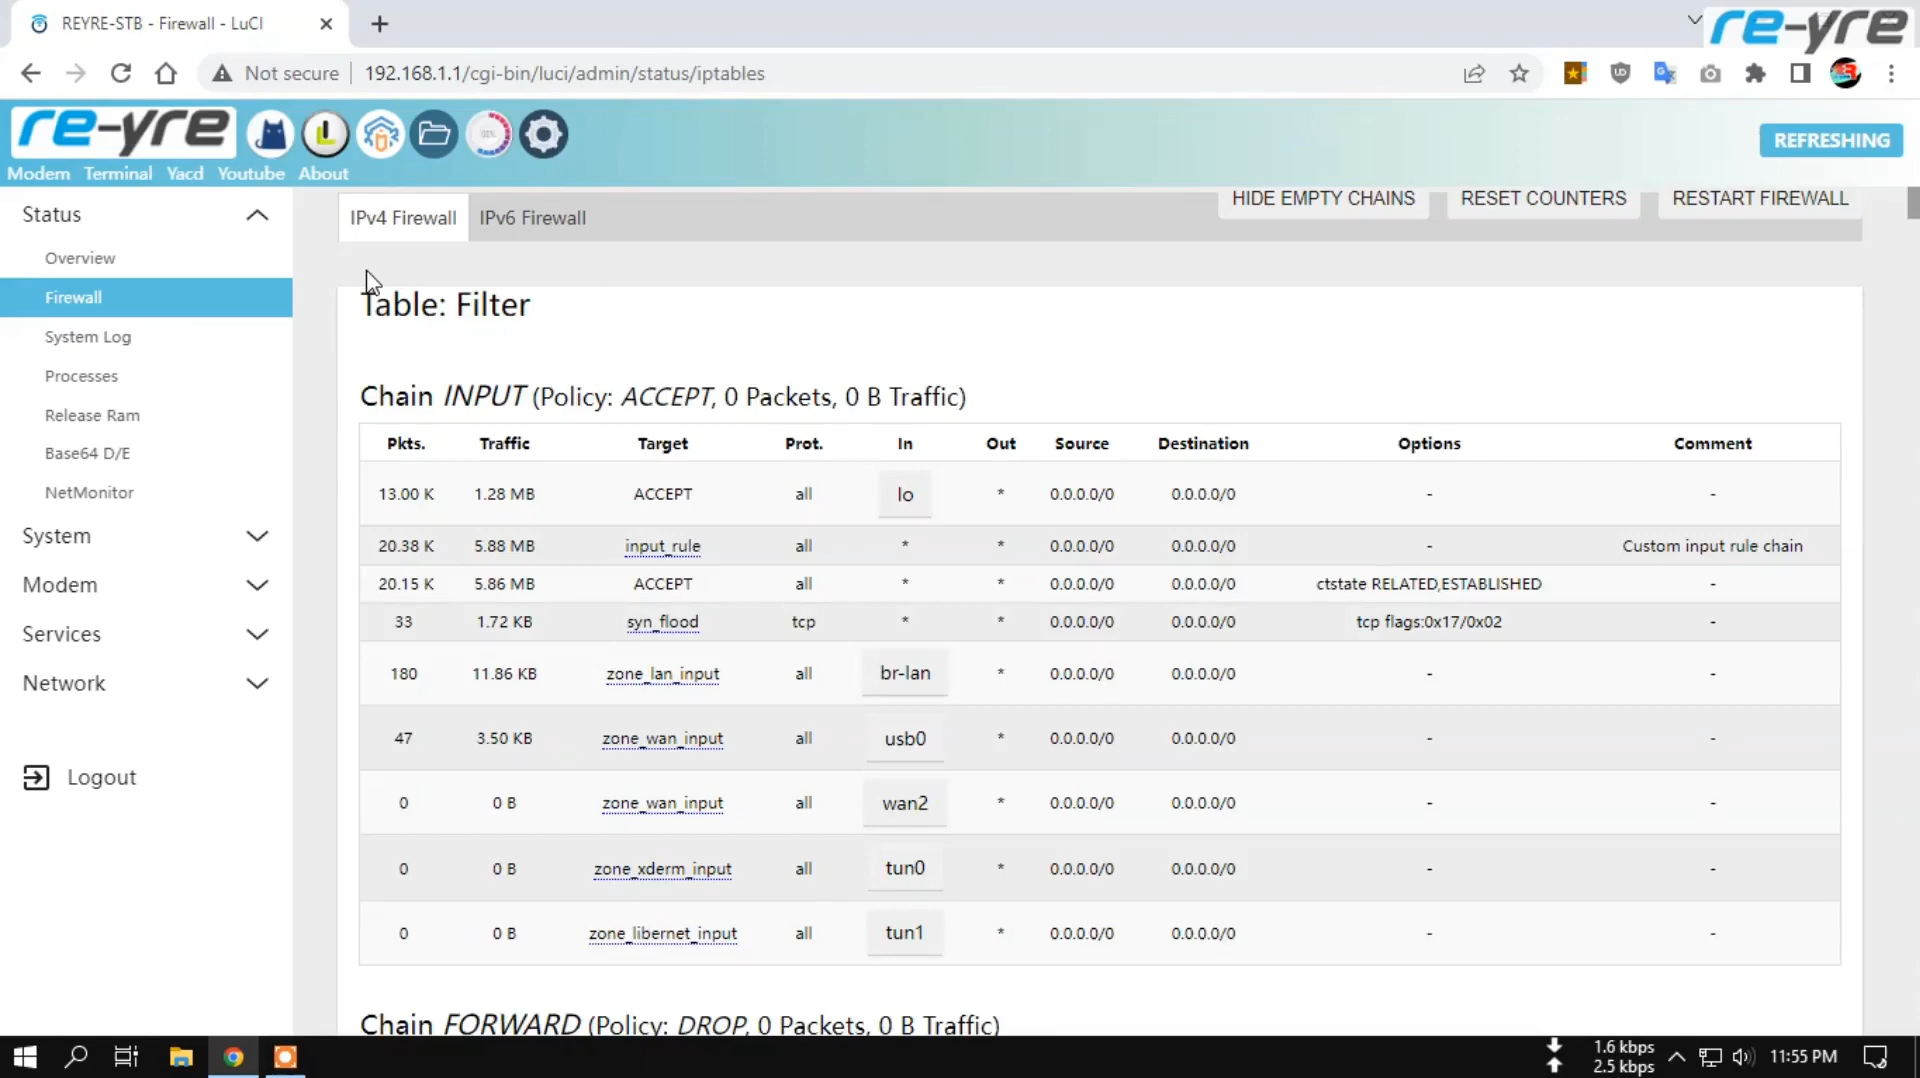 REYRE-STB - Firewall - LuCI
re-yre
Not secure
192.168.1.1/cgi-bin/luci/admin/status/iptables
re-yre
REFRESHING
Modem Terminal Yacd Youtube About
Status
Overview
Firewall
System Log
Processes
Release Ram
Base64 D/E
NetMonitor
System
Modem
Services
Network
Logout
IPv4 Firewall IPv6 Firewall
HIDE EMPTY CHAINS RESET COUNTERS RESTART FIREWALL
Table: Filter
Chain INPUT (Policy: ACCEPT, 0 Packets, 0 B Traffic)
Pkts. Traffic Target Prot. In Out Source Destination Options Comment
13.00 K 1.28 MB ACCEPT all lo * 0.0.0.0/0 0.0.0.0/0 - -
20.38 K 5.88 MB input_rule all * * 0.0.0.0/0 0.0.0.0/0 - Custom input rule chain
20.15 K 5.86 MB ACCEPT all * * 0.0.0.0/0 0.0.0.0/0 ctstate RELATED,ESTABLISHED -
33 1.72 KB syn_flood tcp * * 0.0.0.0/0 0.0.0.0/0 tcp flags:0x17/0x02 -
180 11.86 KB zone_lan_input all br-lan * 0.0.0.0/0 0.0.0.0/0 - -
47 3.50 KB zone_wan_input all usb0 * 0.0.0.0/0 0.0.0.0/0 - -
0 0 B zone_wan_input all wan2 * 0.0.0.0/0 0.0.0.0/0 - -
0 0 B zone_xderm_input all tun0 * 0.0.0.0/0 0.0.0.0/0 - -
0 0 B zone_libernet_input all tun1 * 0.0.0.0/0 0.0.0.0/0 - -
Chain FORWARD (Policy: DROP, 0 Packets, 0 B Traffic)
1.6 kbps
2.5 kbps
11:55 PM